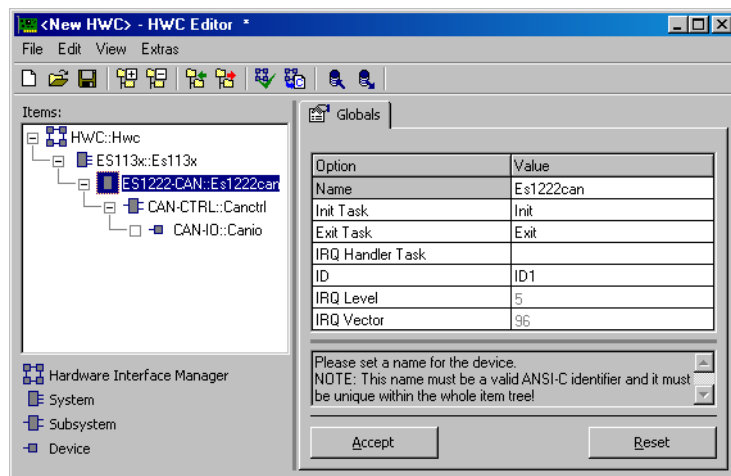 <New HWC> - HWC Editor *
File Edit View Extras
Items:
HWC::Hwc
ES113x::Es113x
ES1222-CAN::Es1222can
CAN-CTRL::Canctrl
CAN-IO::Canio
Hardware Interface Manager
System
Subsystem
Device
Globals
Option Value
Name Es1222can
Init Task Init
Exit Task Exit
IRQ Handler Task
ID ID1
IRQ Level 5
IRQ Vector 96
Please set a name for the device.
NOTE: This name must be a valid ANSI-C identifier and it must
be unique within the whole item tree!
Accept Reset